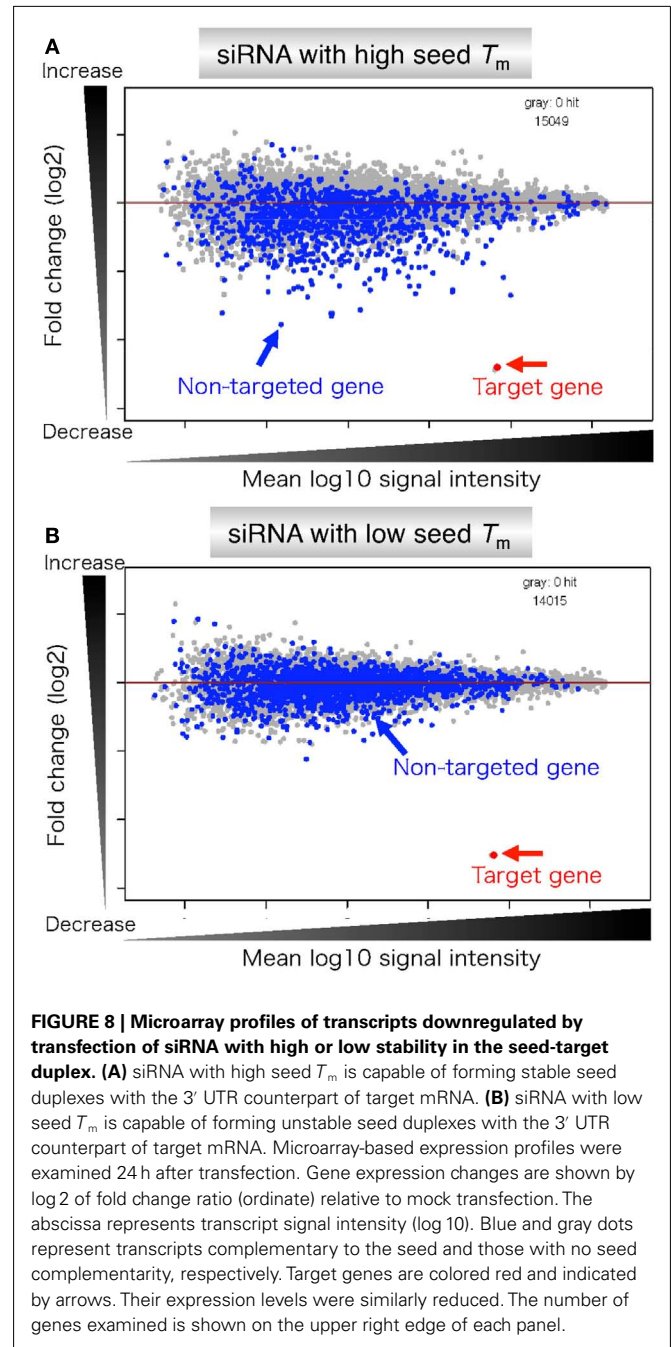 A
siRNA with high seed Tm
Increase
gray: 0 hit
15049
Fold change (log2)
Non-targeted gene
Target gene
Decrease
Mean log10 signal intensity
B
siRNA with low seed Tm
Increase
gray: 0 hit
14015
Fold change (log2)
Non-targeted gene
Target gene
Decrease
Mean log10 signal intensity
FIGURE 8 | Microarray profiles of transcripts downregulated by
transfection of siRNA with high or low stability in the seed-target
duplex. (A) siRNA with high seed Tm is capable of forming stable seed
duplexes with the 3′ UTR counterpart of target mRNA. (B) siRNA with low
seed Tm is capable of forming unstable seed duplexes with the 3′ UTR
counterpart of target mRNA. Microarray-based expression profiles were
examined 24 h after transfection. Gene expression changes are shown by
log 2 of fold change ratio (ordinate) relative to mock transfection. The
abscissa represents transcript signal intensity (log 10). Blue and gray dots
represent transcripts complementary to the seed and those with no seed
complementarity, respectively. Target genes are colored red and indicated
by arrows. Their expression levels were similarly reduced. The number of
genes examined is shown on the upper right edge of each panel.